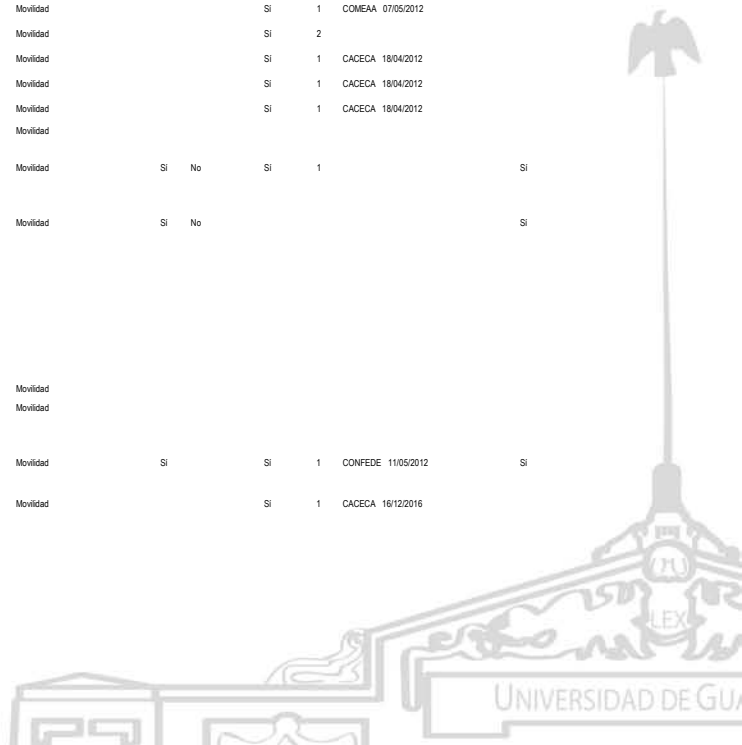 Movilidad Sí 1 COMEAA 07/05/2012
Movilidad Sí 2
Movilidad Sí 1 CACECA 18/04/2012
Movilidad Sí 1 CACECA 18/04/2012
Movilidad Sí 1 CACECA 18/04/2012
Movilidad
Movilidad Sí No Sí 1 Sí
Movilidad Sí No Sí
Movilidad
Movilidad
Movilidad Sí Sí 1 CONFEDE 11/05/2012 Sí
Movilidad Sí 1 CACECA 16/12/2016
LEX
UNIVERSIDAD DE GUA